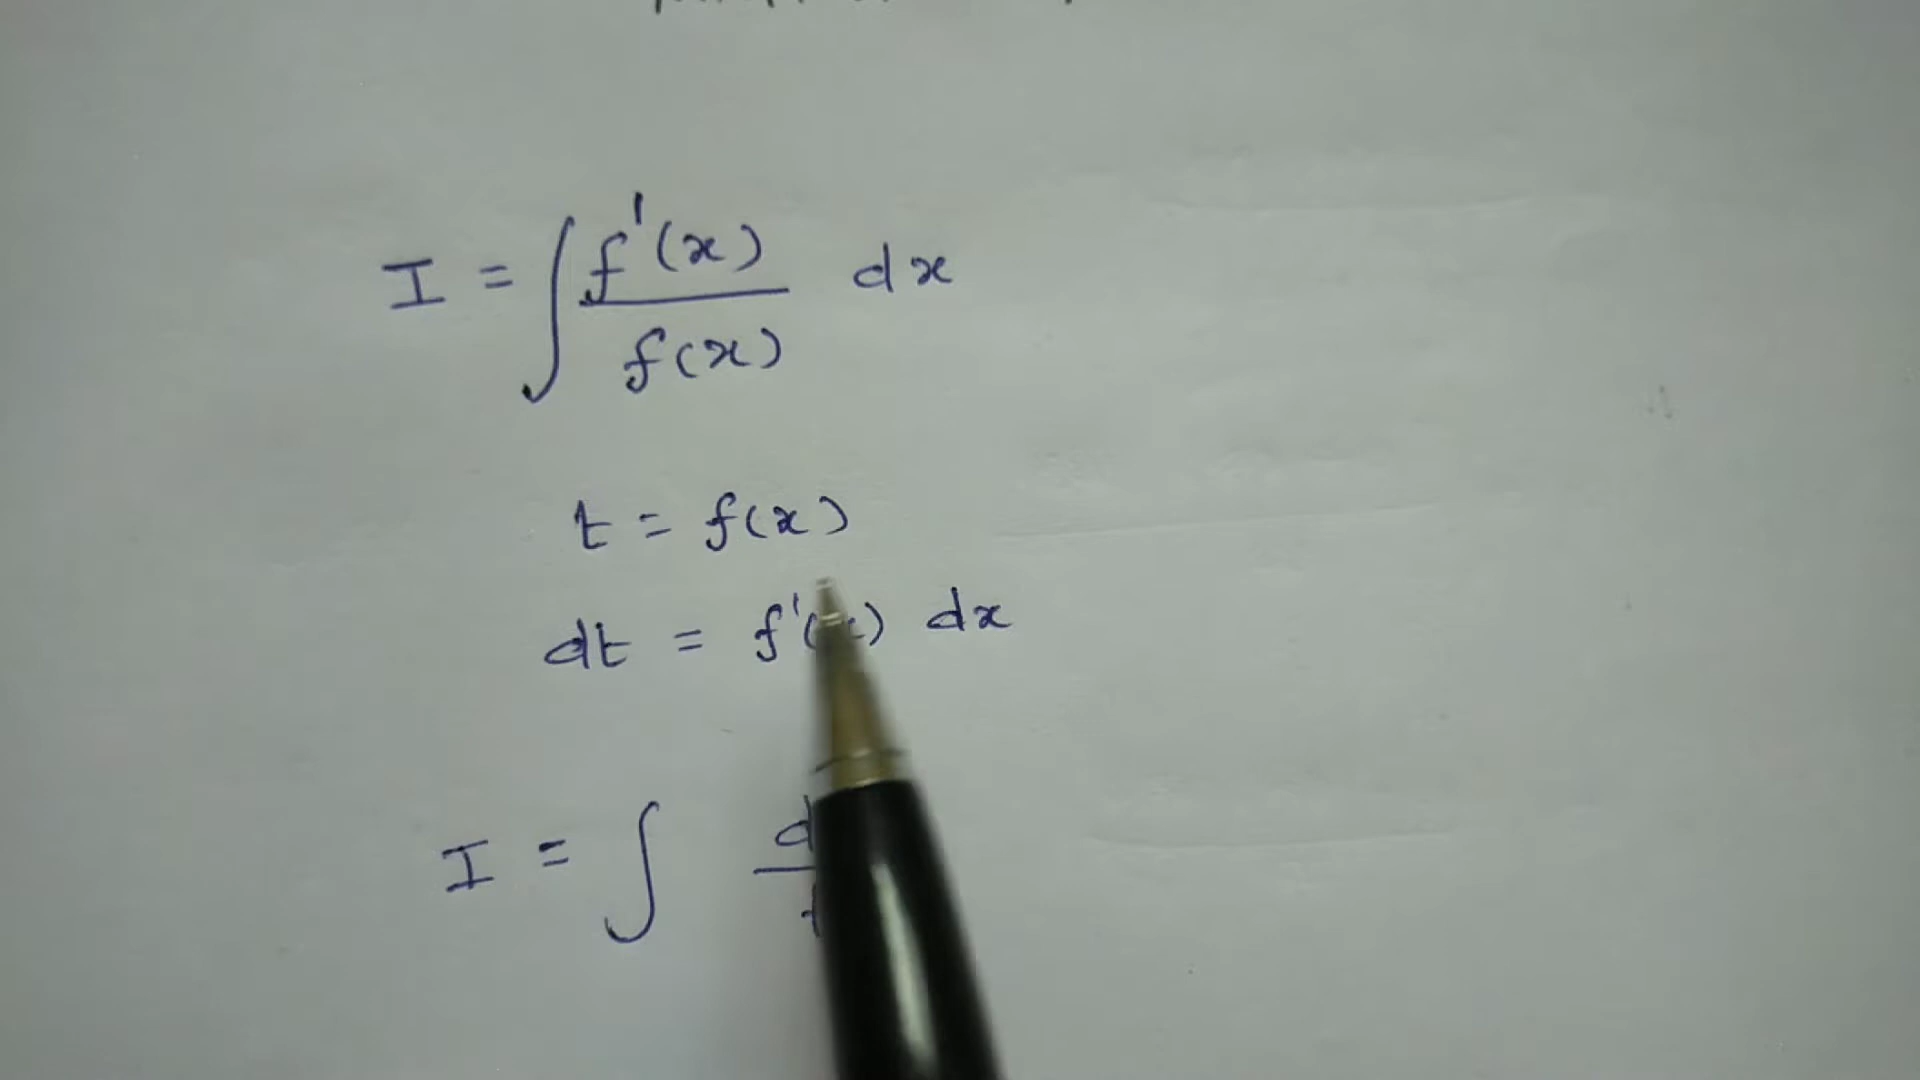 I = ∫ f'(x) / f(x) dx
t = f(x)
dt = f'(x) dx
I = ∫ d